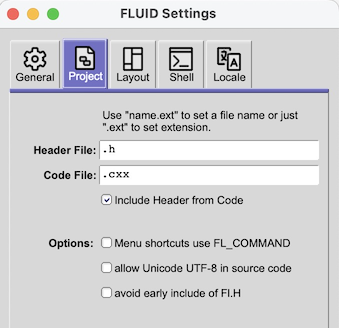 FLUID Settings
General Project Layout Shell Locale
Use "name.ext" to set a file name or just
".ext" to set extension.
Header File: .h
Code File: .cxx
Include Header from Code
Options: Menu shortcuts use FL_COMMAND
allow Unicode UTF-8 in source code
avoid early include of Fl.H